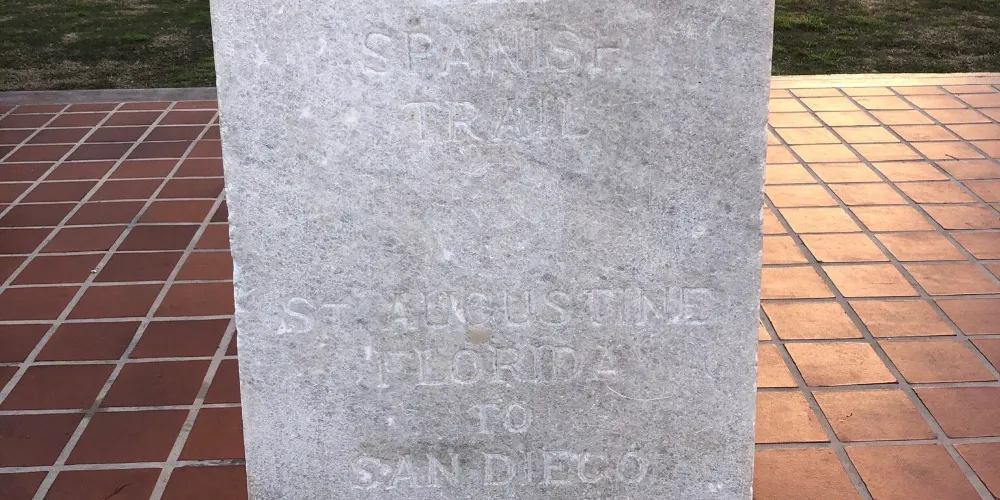 SPANISH
TRAIL
ST. AUGUSTINE
FLORIDA
TO
SAN DIEGO